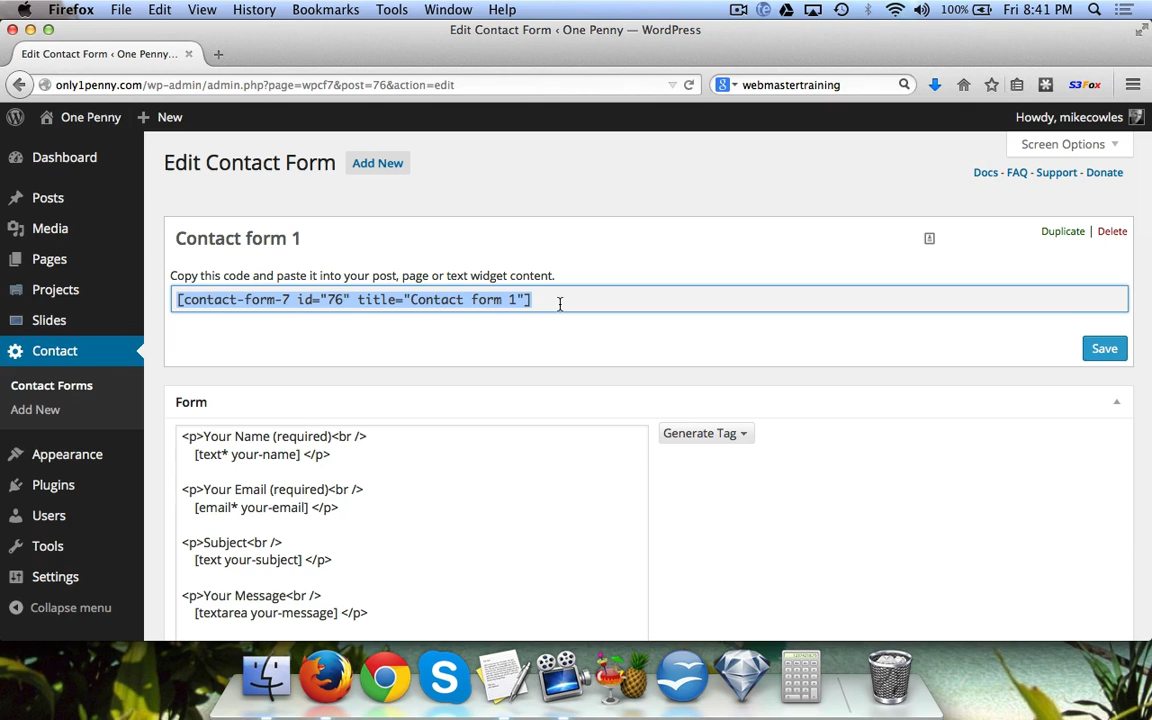 Firefox File Edit View History Bookmarks Tools Window Help 100% Fri 8:41 PM
Edit Contact Form ‹ One Penny — WordPress
Edit Contact Form ‹ One Penny...
only1penny.com/wp-admin/admin.php?page=wpcf7&post=76&action=edit webmastertraining S3Fox
One Penny New Howdy, mikecowles
Screen Options
Docs - FAQ - Support - Donate
Dashboard
Posts
Media
Pages
Projects
Slides
Contact
Contact Forms
Add New
Appearance
Plugins
Users
Tools
Settings
Collapse menu
Edit Contact Form Add New
Contact form 1 Duplicate | Delete
Copy this code and paste it into your post, page or text widget content.
[contact-form-7 id="76" title="Contact form 1"]
Save
Form
Generate Tag
<p>Your Name (required)<br />
[text* your-name] </p>
<p>Your Email (required)<br />
[email* your-email] </p>
<p>Subject<br />
[text your-subject] </p>
<p>Your Message<br />
[textarea your-message] </p>